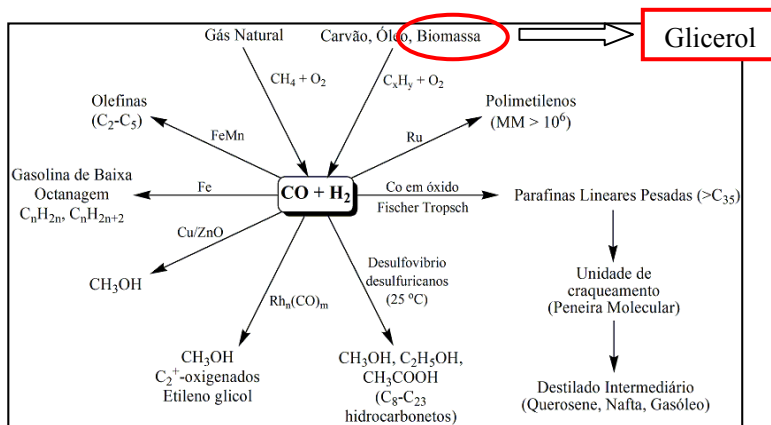 Gás Natural
Carvão, Óleo, Biomassa
Glicerol
CH₄ + O₂
CₓHᵧ + O₂
Olefinas
(C₂-C₅)
FeMn
Ru
Polimetilenos
(MM > 10⁶)
Gasolina de Baixa
Octanagem
CₙH₂ₙ, CₙH₂ₙ₊₂
Fe
CO + H₂
Co em óxido
Fischer Tropsch
Parafinas Lineares Pesadas (>C₃₅)
Cu/ZnO
CH₃OH
Rhₙ(CO)ₘ
Desulfovibrio
desulfuricanos
(25 ºC)
Unidade de
craqueamento
(Peneira Molecular)
CH₃OH
C₂⁺-oxigenados
Etileno glicol
CH₃OH, C₂H₅OH,
CH₃COOH
(C₈-C₂₃
hidrocarbonetos)
Destilado Intermediário
(Querosene, Nafta, Gasóleo)